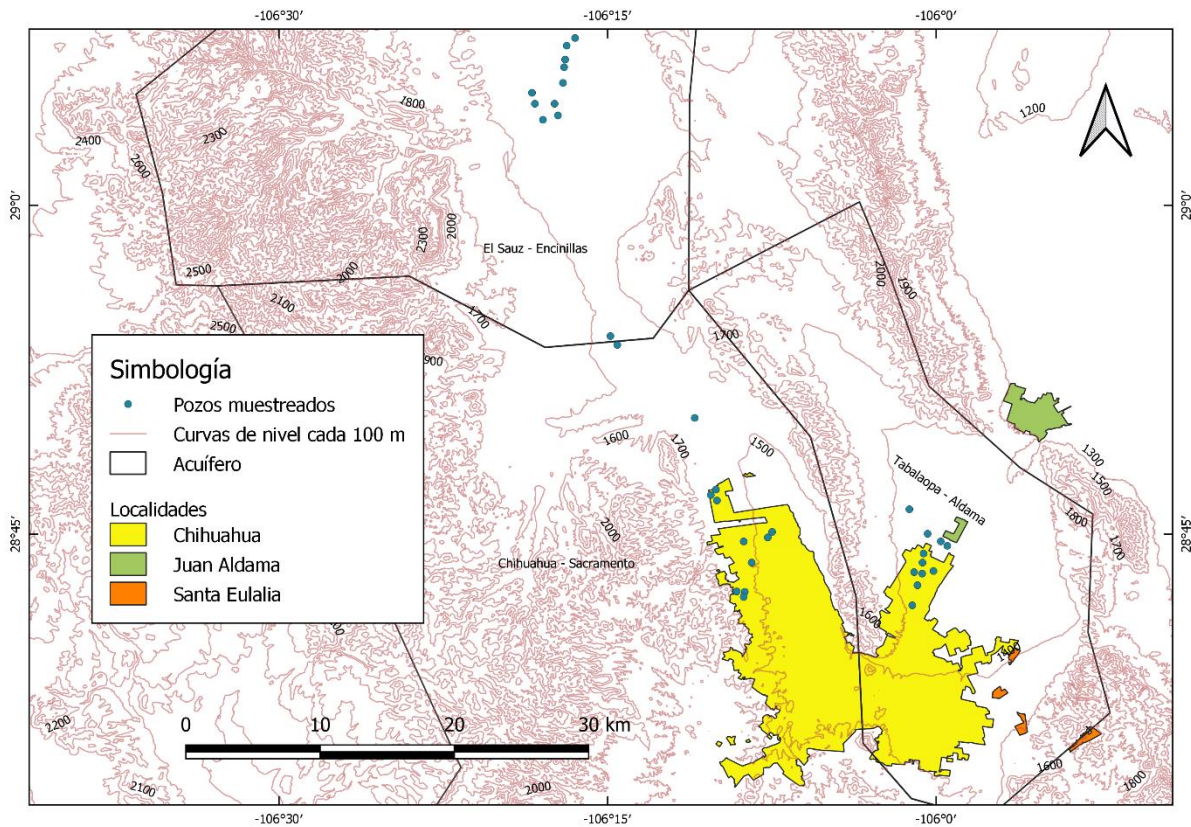 -106°30′ -106°15′ -106°0′
1800
1200
2400
2300
2600
29°0′ 29°0′
2000
2300
El Sauz - Encinillas
2000
1900
2500
2000
2100
1700
2500
1700
900
Simbología
Pozos muestreados
Curvas de nivel cada 100 m
Acuífero
Localidades
Chihuahua
Juan Aldama
Santa Eulalia
1600
1700
1500
1300
1500
Tabalaopa - Aldama
1800
1700
28°45′ 28°45′
2000
Chihuahua - Sacramento
1600
1400
2200
0 10 20 30 km
2100
2000
1600
1800
-106°30′ -106°15′ -106°0′